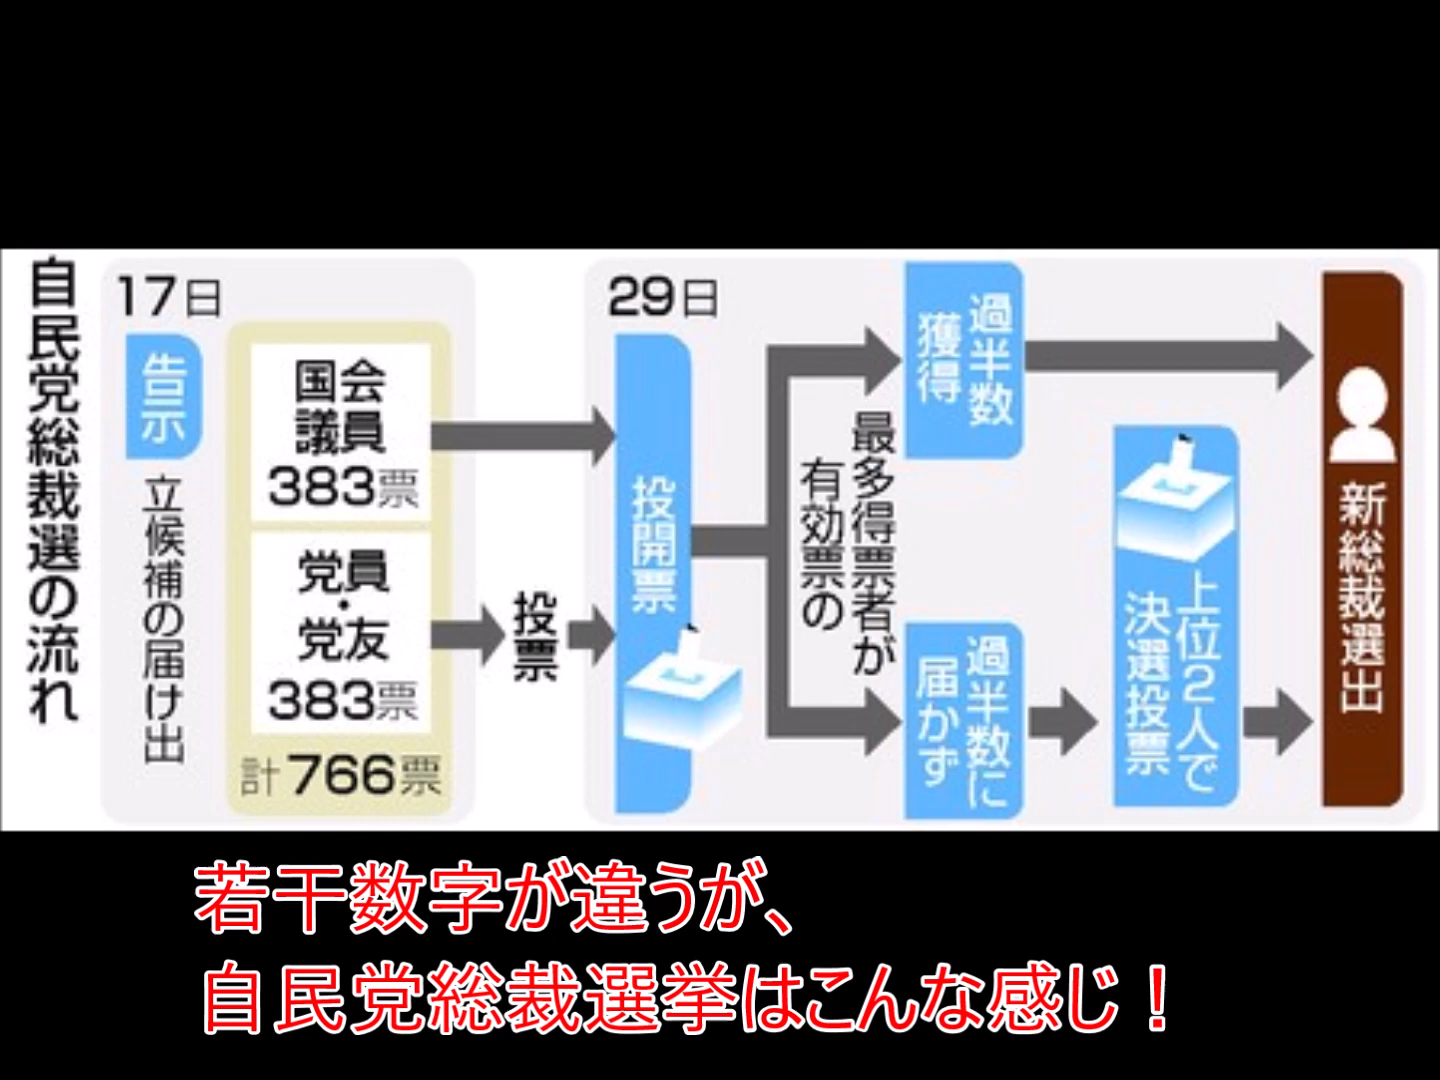 自民党総裁選の流れ
17日
告示
立候補の届け出
国会
議員
383票
党員・
党友
383票
計766票
投票
29日
投開票
最多得票者が
有効票の
過半数
獲得
過半数に
届かず
上位2人で
決選投票
新総裁選出
若干数字が違うが、
自民党総裁選挙はこんな感じ！